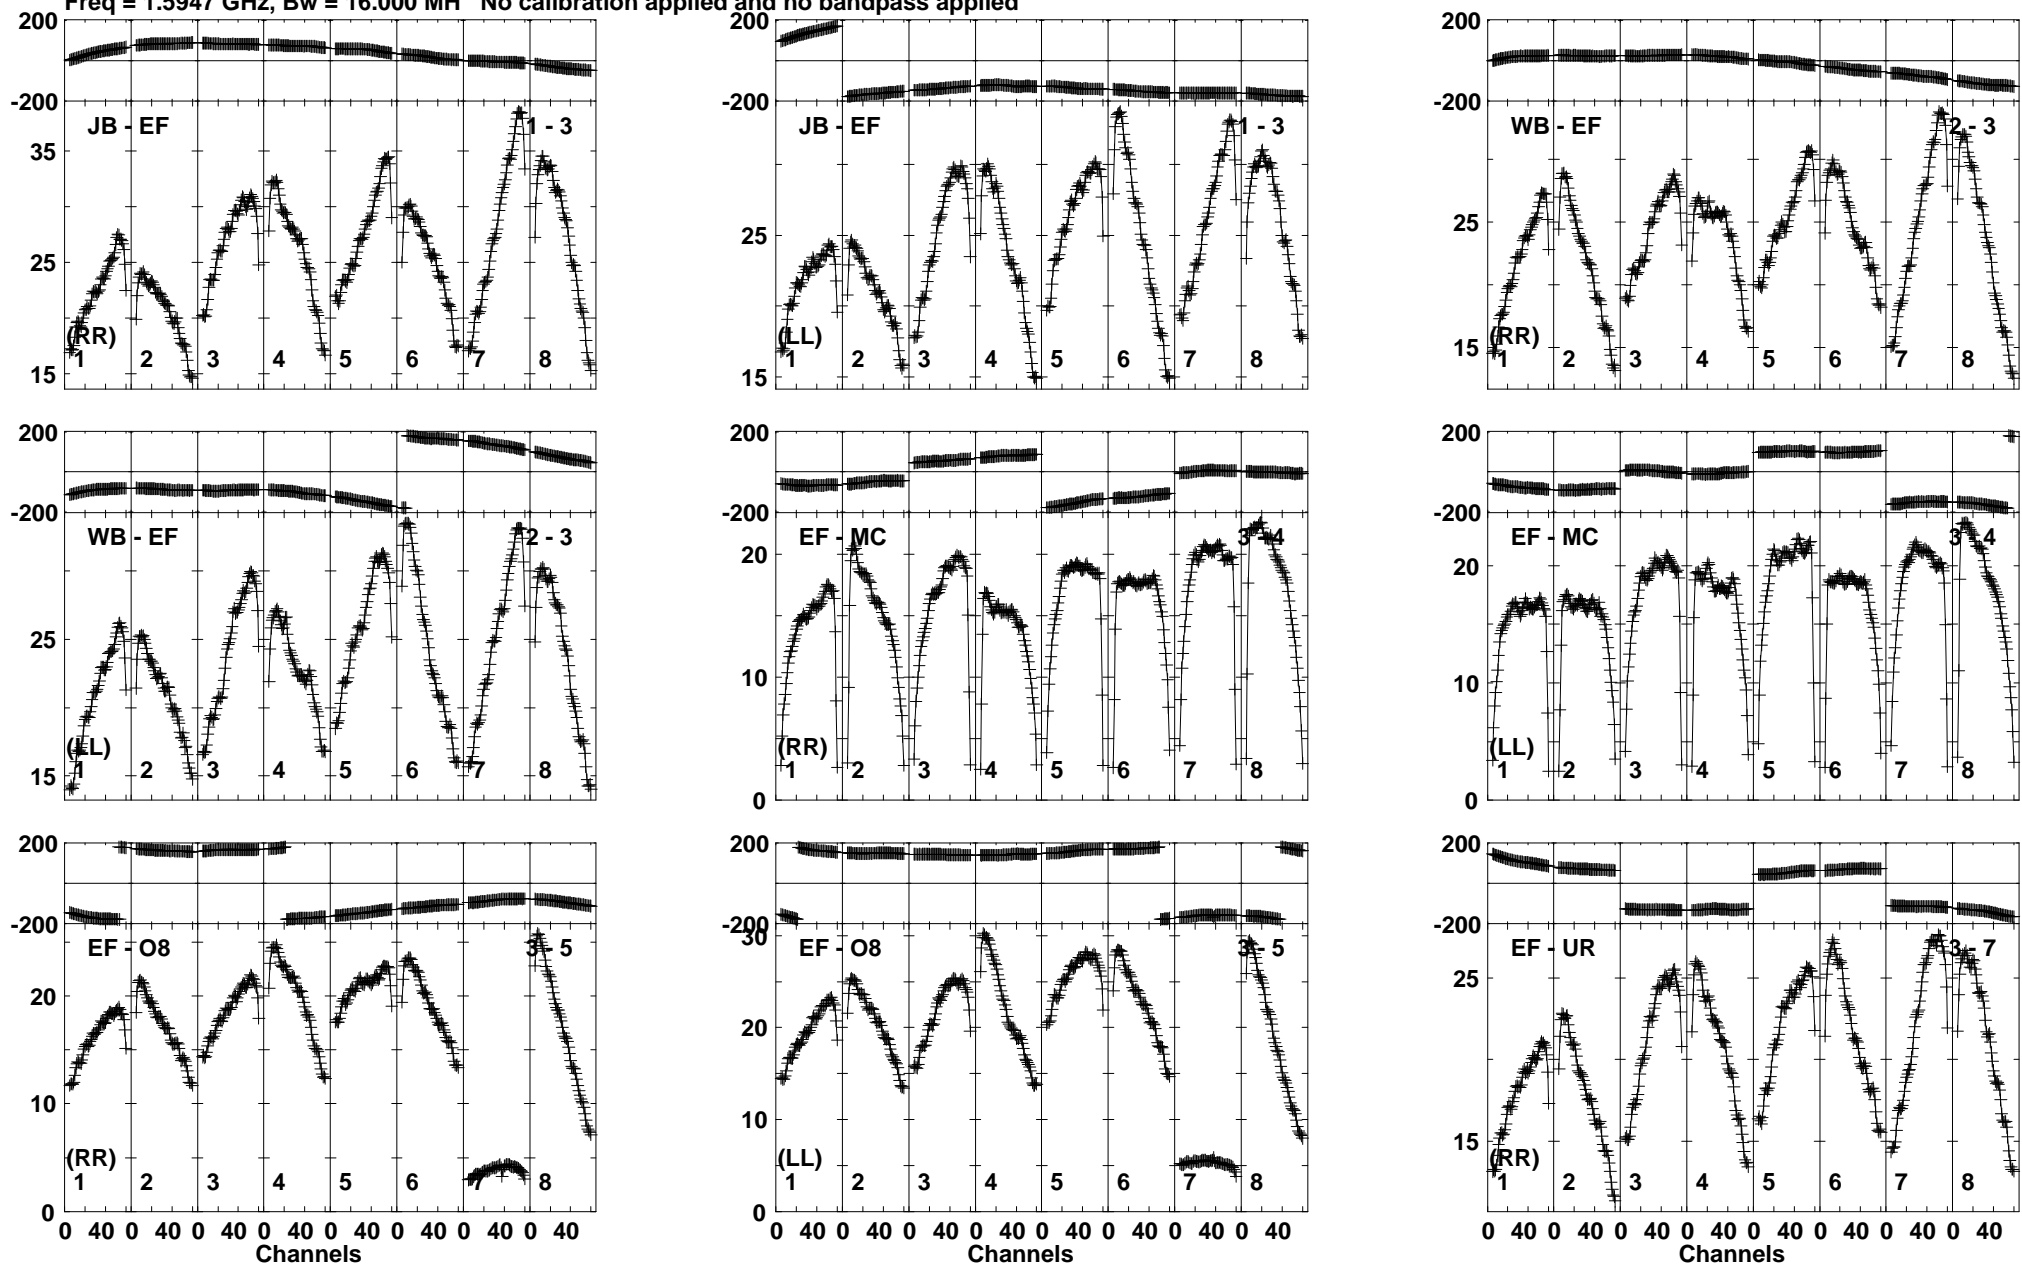 Freq = 1.5947 GHz, Bw = 16.000 MH   No calibration applied and no bandpass applied
200 200 200
-200 -200 -200
JB - EF 1 - 3 JB - EF 1 - 3 WB - EF 2 - 3
35
25 25 25
(RR) (LL) (RR)
15 15 15
1 2 3 4 5 6 7 8 1 2 3 4 5 6 7 8 1 2 3 4 5 6 7 8
200 200 200
-200 -200 -200
WB - EF 2 - 3 EF - MC 3 - 4 EF - MC 3 - 4
20 20
25
10 10
(LL) (RR) (LL)
15
1 2 3 4 5 6 7 8 1 2 3 4 5 6 7 8 1 2 3 4 5 6 7 8
0 0
200 200 200
-200 -200 -200
30
EF - O8 3 - 5 EF - O8 3 - 5 EF - UR 3 - 7
20 20 25
10 10 15
(RR) (LL) (RR)
1 2 3 4 5 6 7 8 1 2 3 4 5 6 7 8 1 2 3 4 5 6 7 8
0 0
0 40 0 40 0 40 0 40 0 40 0 40 0 40 0 40 0 40 0 40 0 40 0 40 0 40 0 40 0 40 0 40 0 40 0 40 0 40 0 40 0 40 0 40 0 40 0 40
Channels Channels